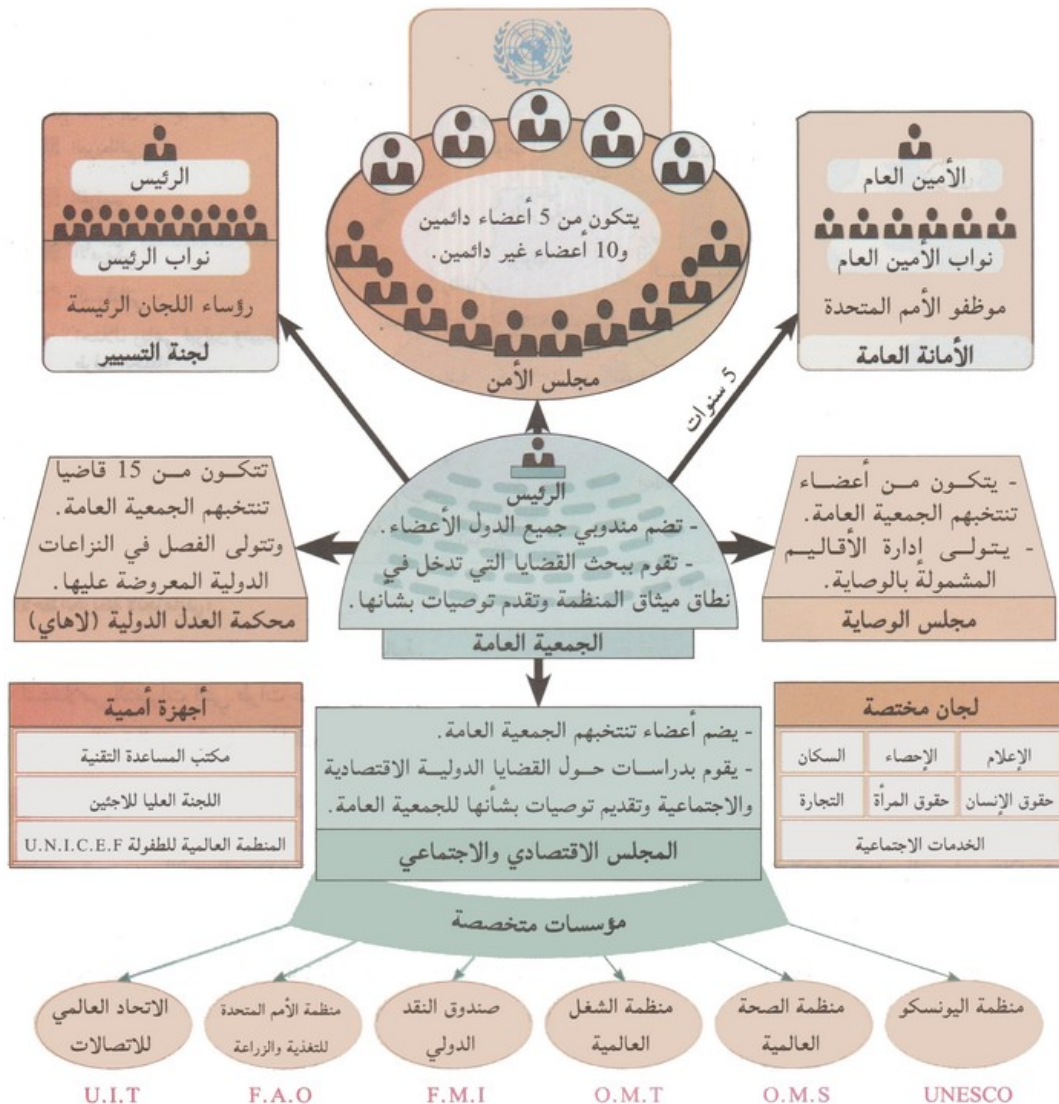 الرئيس
نواب الرئيس
رؤساء اللجان الرئيسة
لجنة التسيير
يتكون من 5 أعضاء دائمين
و10 أعضاء غير دائمين.
مجلس الأمن
الأمين العام
نواب الأمين العام
موظفو الأمم المتحدة
الأمانة العامة
5 سنوات
- يتكون من أعضاء
تنتخبهم الجمعية العامة.
- يتولى إدارة الأقاليم
المشمولة بالوصاية.
مجلس الوصاية
الرئيس
- تضم مندوبي جميع الدول الأعضاء.
- تقوم ببحث القضايا التي تدخل في
نطاق ميثاق المنظمة وتقدم توصيات بشأنها.
الجمعية العامة
تتكون من 15 قاضيا
تنتخبهم الجمعية العامة.
وتتولى الفصل في النزاعات
الدولية المعروضة عليها.
محكمة العدل الدولية (لاهاي)
لجان مختصة
الإعلام
الإحصاء
السكان
حقوق الإنسان
حقوق المرأة
التجارة
الخدمات الاجتماعية
- يضم أعضاء تنتخبهم الجمعية العامة.
- يقوم بدراسات حول القضايا الدولية الاقتصادية
والاجتماعية وتقديم توصيات بشأنها للجمعية العامة.
المجلس الاقتصادي والاجتماعي
أجهزة أممية
مكتب المساعدة التقنية
اللجنة العليا للاجئين
المنظمة العالمية للطفولة U.N.I.C.E.F
مؤسسات متخصصة
منظمة اليونسكو
UNESCO
منظمة الصحة
العالمية
O.M.S
منظمة الشغل
العالمية
O.M.T
صندوق النقد
الدولي
F.M.I
منظمة الأمم المتحدة
للتغذية والزراعة
F.A.O
الاتحاد العالمي
للاتصالات
U.I.T